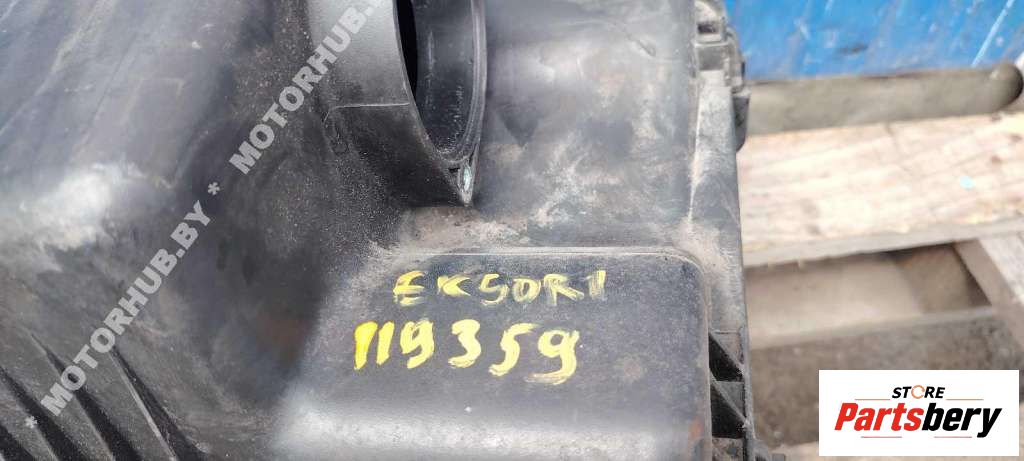 MOTORHUB.BY * MOTORHUB.BY *
EK50R1
119359
STORE
Partsbery